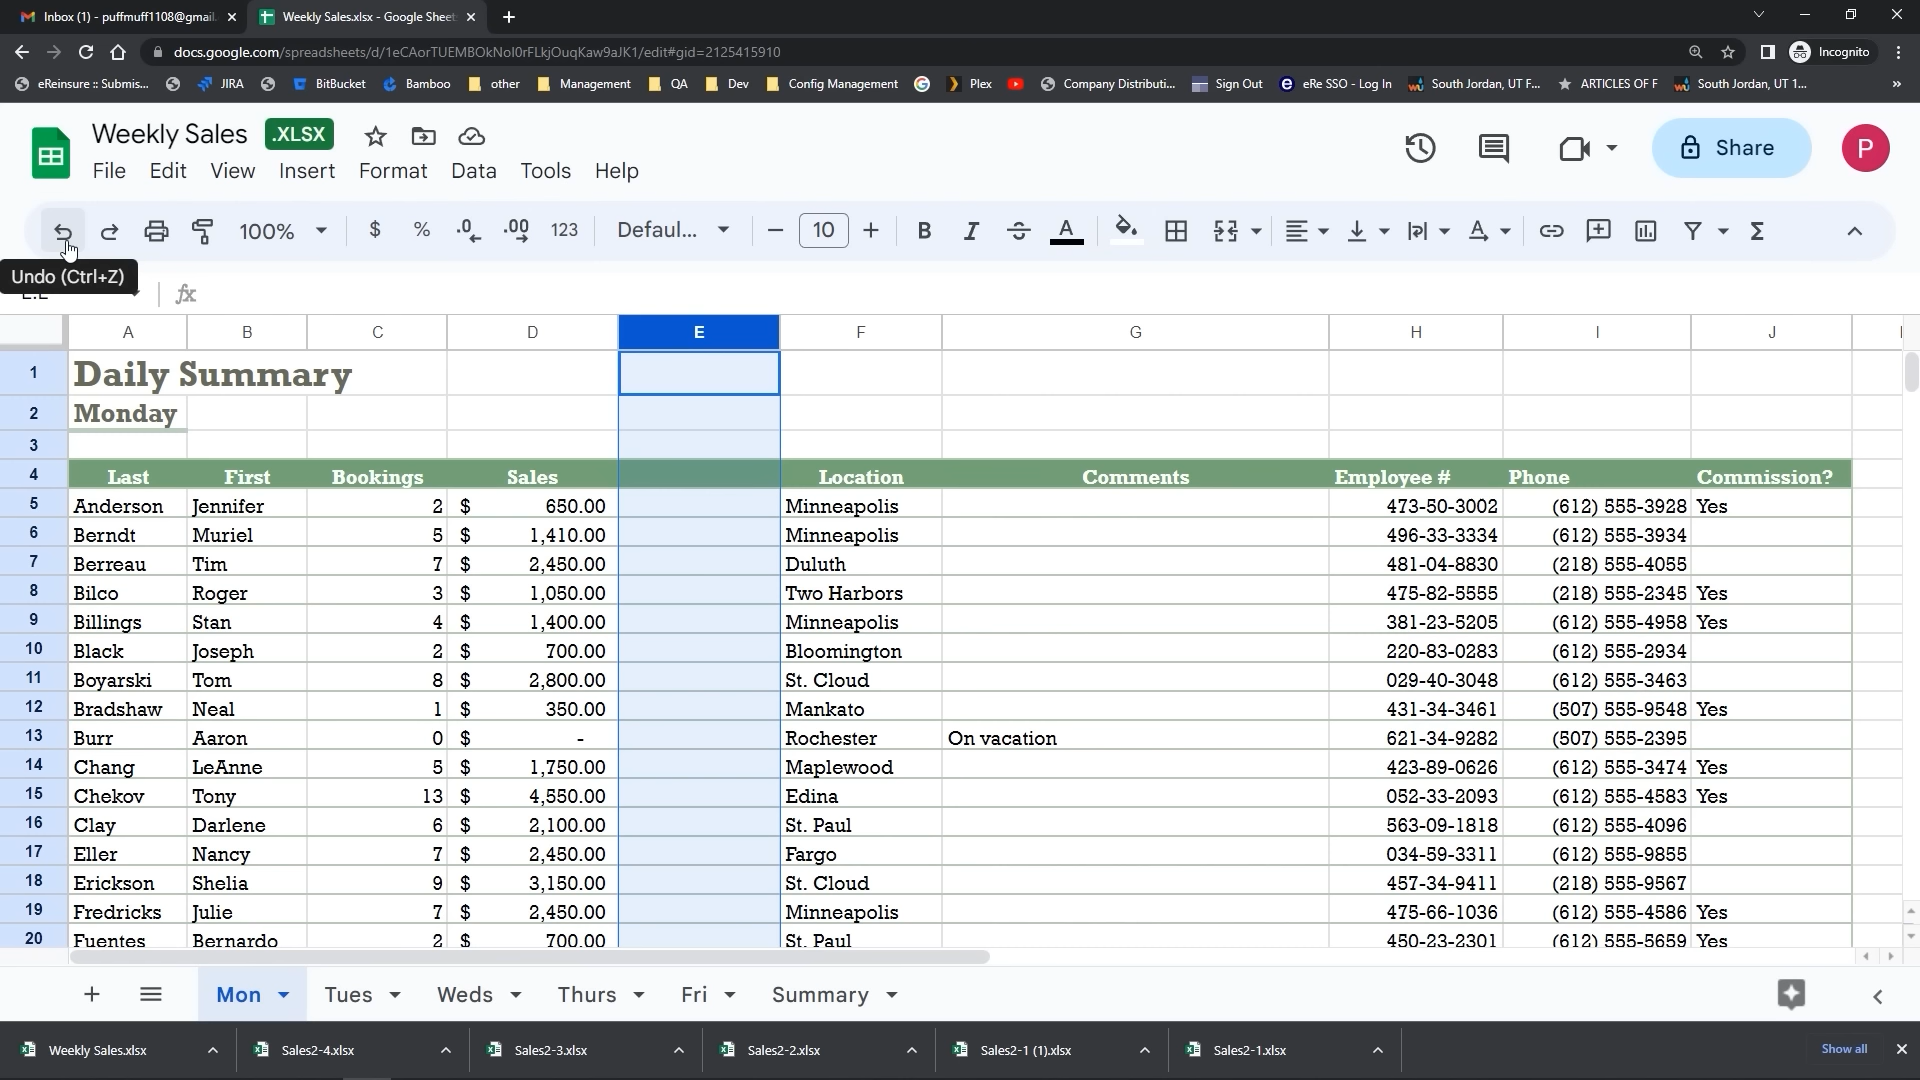 Inbox (1) - puffmuff1108@gmail. Weekly Sales.xlsx - Google Sheet
docs.google.com/spreadsheets/d/1eCAorTUEMBOkNol0rFLkjOuqKaw9aJK1/edit#gid=2125415910 Incognito
eReinsure :: Submis... JIRA BitBucket Bamboo other Management QA Dev Config Management Plex Company Distributi... Sign Out eRe SSO - Log In South Jordan, UT F... ARTICLES OF F South Jordan, UT 1... »
Weekly Sales .XLSX Share P
File Edit View Insert Format Data Tools Help
100% $ % .0 .00 123 Defaul... 10 B I S A
Undo (Ctrl+Z) fx
A B C D E F G H I J
1 Daily Summary
2 Monday
3
4 Last First Bookings Sales Location Comments Employee # Phone Commission?
5 Anderson Jennifer 2 $ 650.00 Minneapolis 473-50-3002 (612) 555-3928 Yes
6 Berndt Muriel 5 $ 1,410.00 Minneapolis 496-33-3334 (612) 555-3934
7 Berreau Tim 7 $ 2,450.00 Duluth 481-04-8830 (218) 555-4055
8 Bilco Roger 3 $ 1,050.00 Two Harbors 475-82-5555 (218) 555-2345 Yes
9 Billings Stan 4 $ 1,400.00 Minneapolis 381-23-5205 (612) 555-4958 Yes
10 Black Joseph 2 $ 700.00 Bloomington 220-83-0283 (612) 555-2934
11 Boyarski Tom 8 $ 2,800.00 St. Cloud 029-40-3048 (612) 555-3463
12 Bradshaw Neal 1 $ 350.00 Mankato 431-34-3461 (507) 555-9548 Yes
13 Burr Aaron 0 $ - Rochester On vacation 621-34-9282 (507) 555-2395
14 Chang LeAnne 5 $ 1,750.00 Maplewood 423-89-0626 (612) 555-3474 Yes
15 Chekov Tony 13 $ 4,550.00 Edina 052-33-2093 (612) 555-4583 Yes
16 Clay Darlene 6 $ 2,100.00 St. Paul 563-09-1818 (612) 555-4096
17 Eller Nancy 7 $ 2,450.00 Fargo 034-59-3311 (612) 555-9855
18 Erickson Shelia 9 $ 3,150.00 St. Cloud 457-34-9411 (218) 555-9567
19 Fredricks Julie 7 $ 2,450.00 Minneapolis 475-66-1036 (612) 555-4586 Yes
20 Fuentes Bernardo 2 $ 700.00 St. Paul 450-23-2301 (612) 555-5659 Yes
Mon Tues Weds Thurs Fri Summary
Weekly Sales.xlsx Sales2-4.xlsx Sales2-3.xlsx Sales2-2.xlsx Sales2-1 (1).xlsx Sales2-1.xlsx Show all